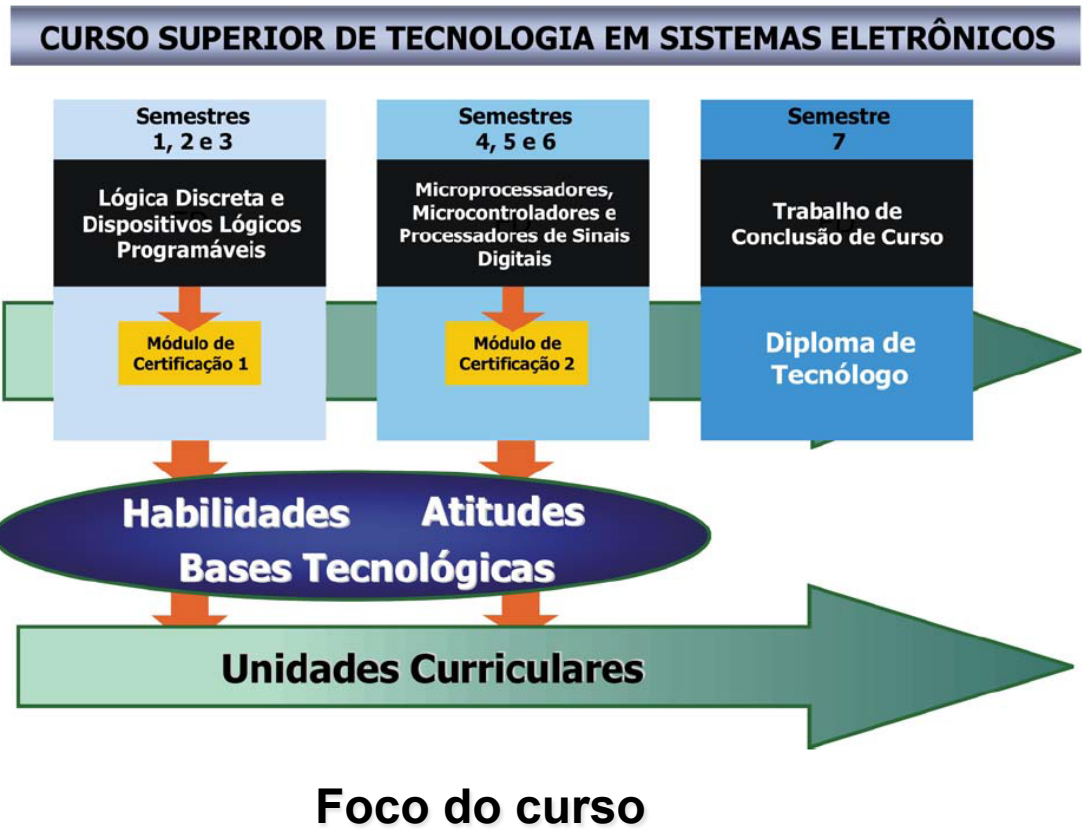 CURSO SUPERIOR DE TECNOLOGIA EM SISTEMAS ELETRÔNICOS
Semestres
1, 2 e 3
Lógica Discreta e
Dispositivos Lógicos
Programáveis
Módulo de
Certificação 1
Semestres
4, 5 e 6
Microprocessadores,
Microcontroladores e
Processadores de Sinais
Digitais
Módulo de
Certificação 2
Semestre
7
Trabalho de
Conclusão de Curso
Diploma de
Tecnólogo
Habilidades Atitudes
Bases Tecnológicas
Unidades Curriculares
Foco do curso